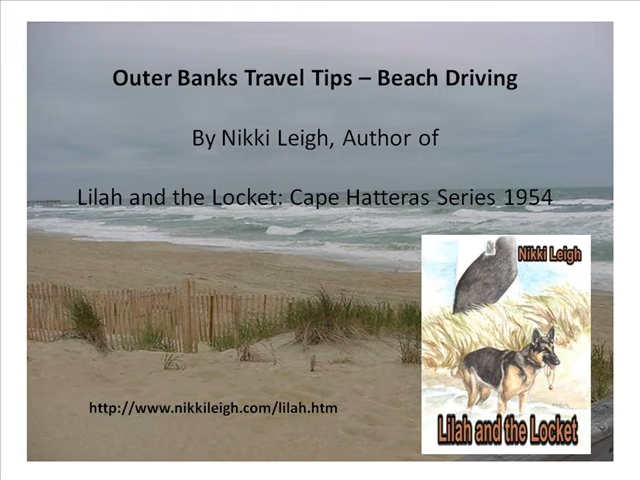 Outer Banks Travel Tips – Beach Driving
By Nikki Leigh, Author of
Lilah and the Locket: Cape Hatteras Series 1954
Nikki Leigh
Lilah and the Locket
http://www.nikkileigh.com/lilah.htm